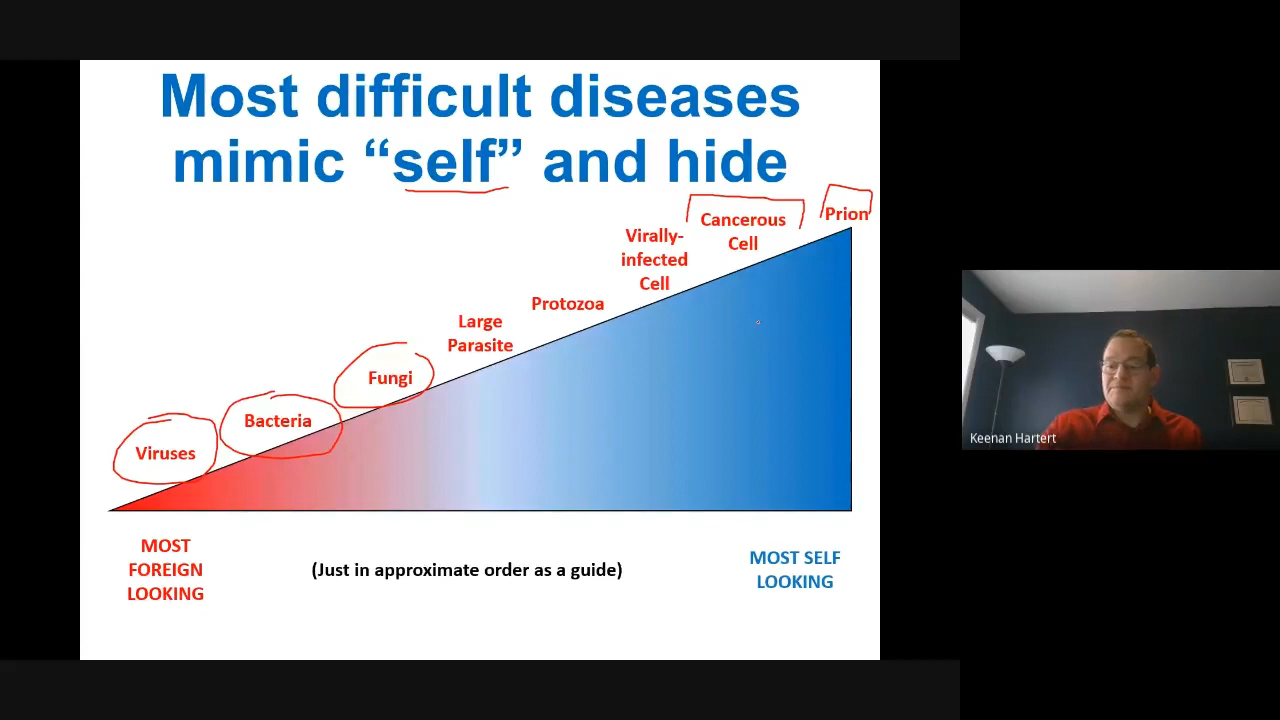 Most difficult diseases
mimic “self” and hide
Prion
Cancerous
Cell
Virally-
infected
Cell
Protozoa
Large
Parasite
Fungi
Bacteria
Viruses
MOST
FOREIGN
LOOKING
(Just in approximate order as a guide)
MOST SELF
LOOKING
Keenan Hartert